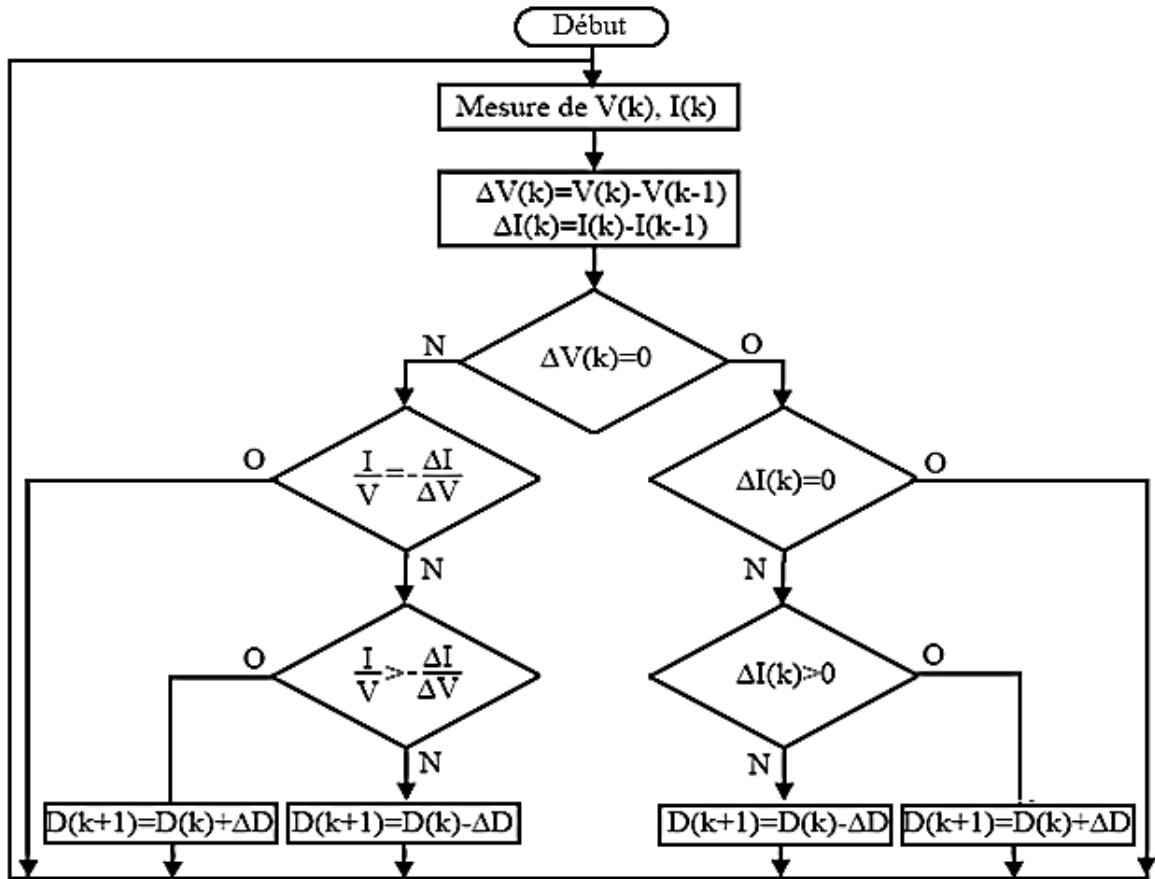 Début
Mesure de V(k), I(k)
ΔV(k)=V(k)-V(k-1)
ΔI(k)=I(k)-I(k-1)
N
ΔV(k)=0
O
O
I/V=-ΔI/ΔV
ΔI(k)=0
O
N
N
O
I/V>-ΔI/ΔV
ΔI(k)>0
O
N
N
D(k+1)=D(k)+ΔD
D(k+1)=D(k)-ΔD
D(k+1)=D(k)-ΔD
D(k+1)=D(k)+ΔD